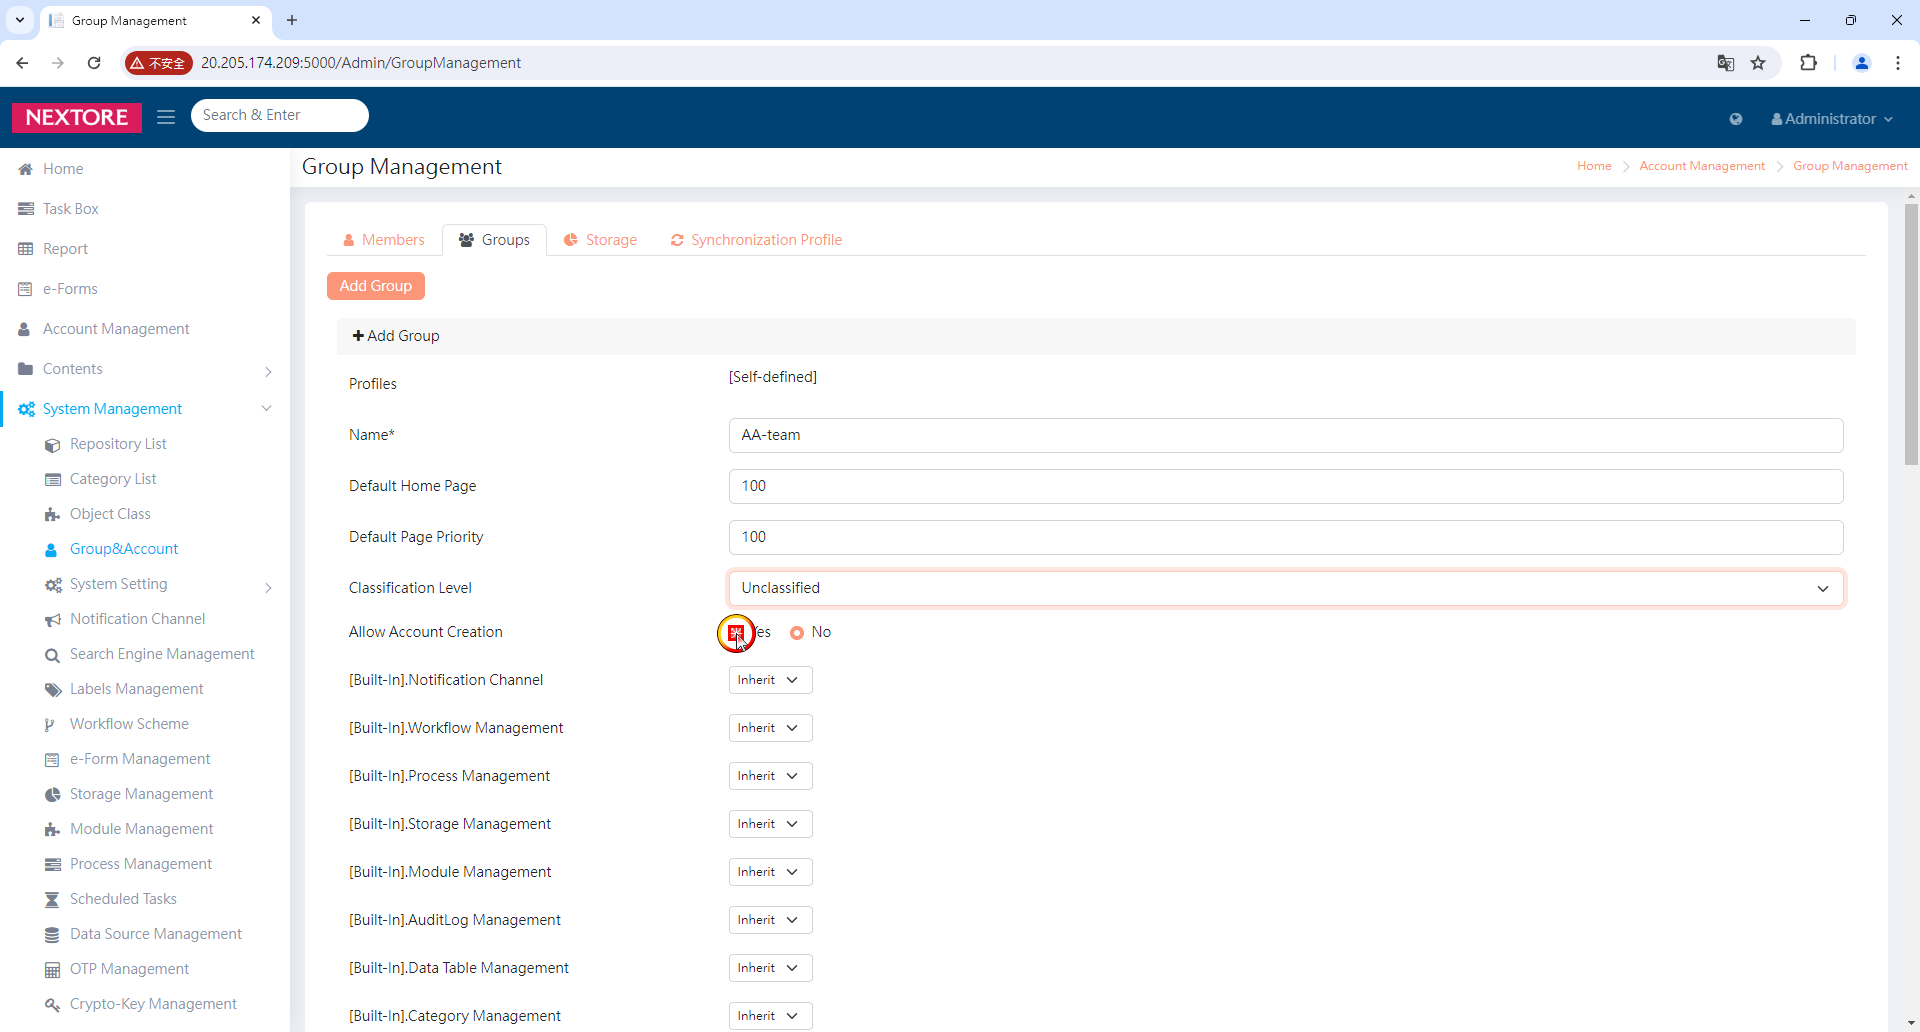 Group Management
不安全
20.205.174.209:5000/Admin/GroupManagement
NEXTORE
Search & Enter
Administrator
Home
Task Box
Report
e-Forms
Account Management
Contents
System Management
Repository List
Category List
Object Class
Group&Account
System Setting
Notification Channel
Search Engine Management
Labels Management
Workflow Scheme
e-Form Management
Storage Management
Module Management
Process Management
Scheduled Tasks
Data Source Management
OTP Management
Crypto-Key Management
Group Management
Home Account Management Group Management
Members Groups Storage Synchronization Profile
Add Group
Add Group
Profiles [Self-defined]
Name* AA-team
Default Home Page 100
Default Page Priority 100
Classification Level Unclassified
Allow Account Creation Yes No
[Built-In].Notification Channel Inherit
[Built-In].Workflow Management Inherit
[Built-In].Process Management Inherit
[Built-In].Storage Management Inherit
[Built-In].Module Management Inherit
[Built-In].AuditLog Management Inherit
[Built-In].Data Table Management Inherit
[Built-In].Category Management Inherit